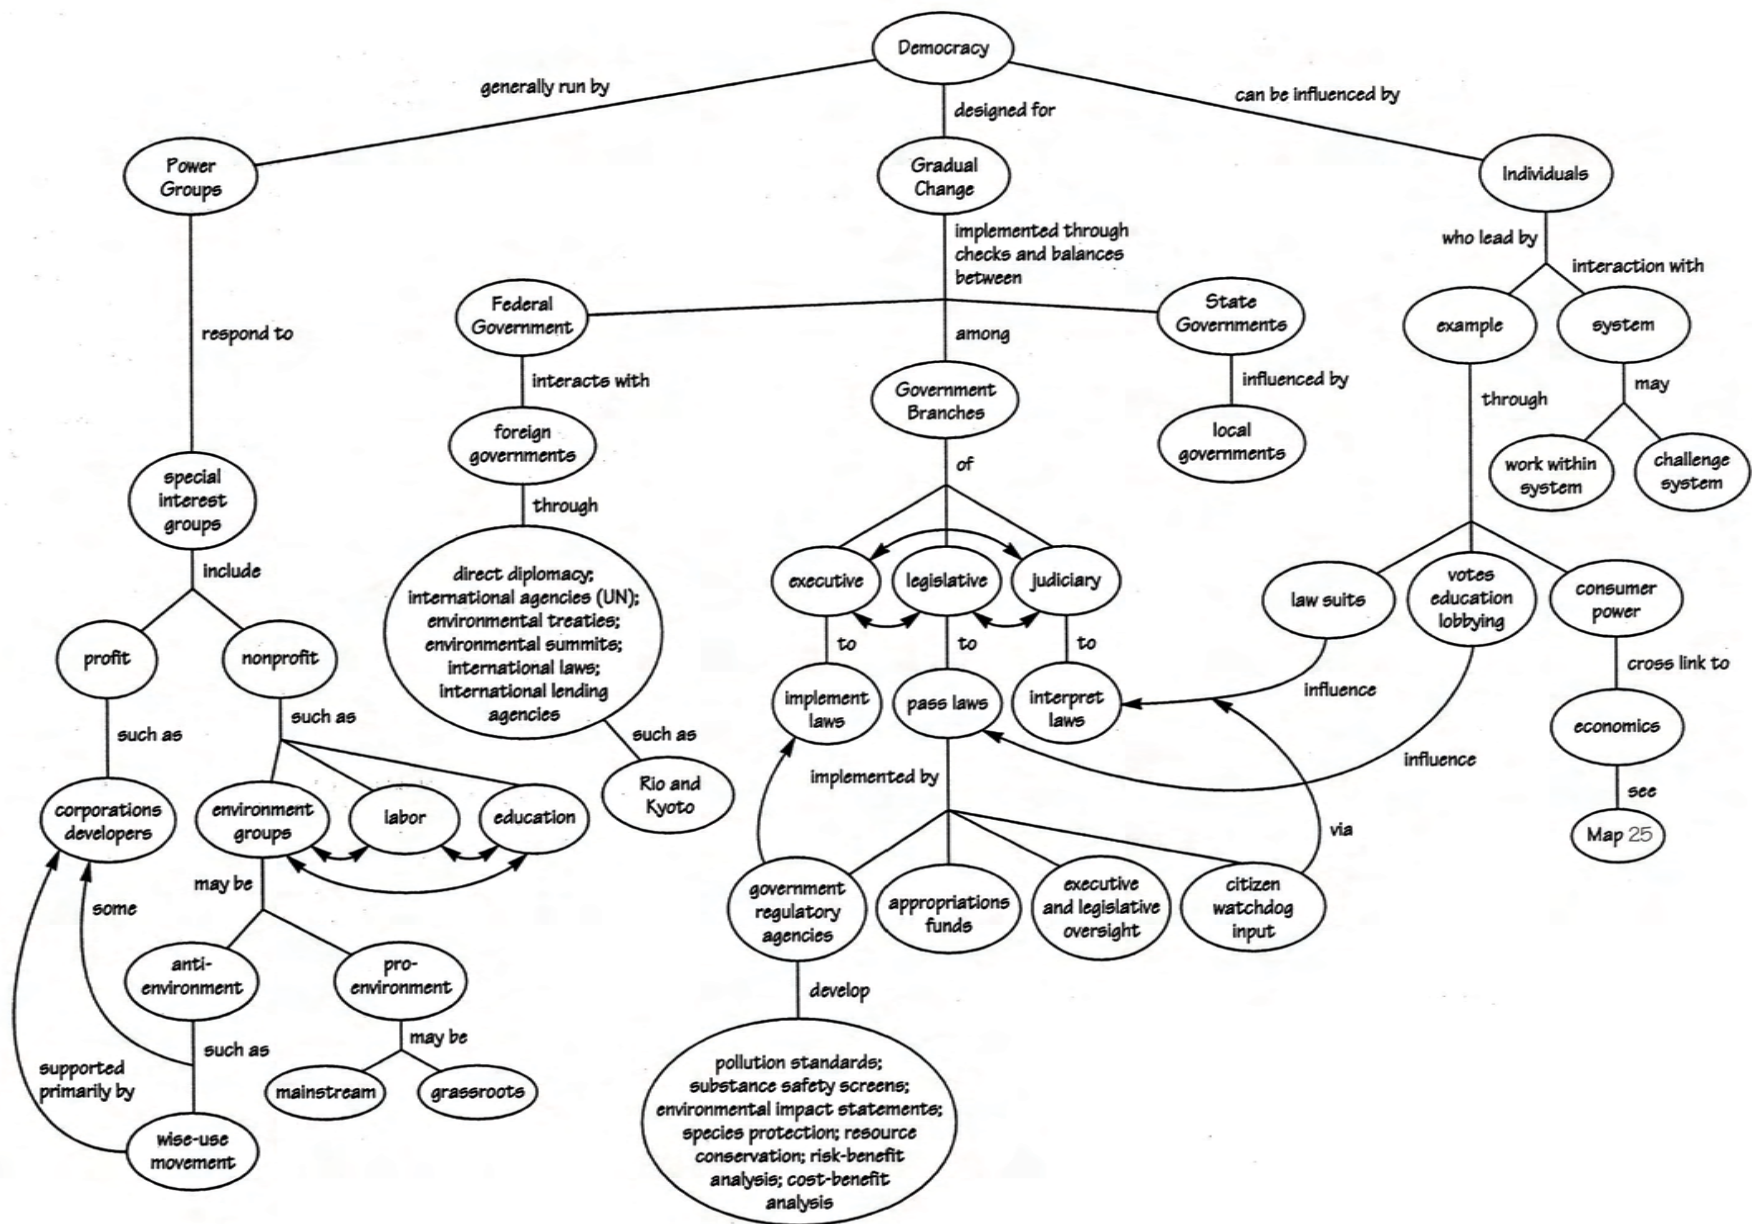 Democracy
generally run by
designed for
can be influenced by
Power
Groups
Gradual
Change
Individuals
implemented through
checks and balances
between
who lead by
interaction with
Federal
Government
State
Governments
example
system
respond to
among
interacts with
influenced by
may
through
Government
Branches
foreign
governments
local
governments
work within
system
challenge
system
of
special
interest
groups
through
include
direct diplomacy;
international agencies (UN);
environmental treaties;
environmental summits;
international laws;
international lending
agencies
executive
legislative
judiciary
law suits
votes
education
lobbying
consumer
power
profit
nonprofit
to
to
to
cross link to
such as
such as
such as
implement
laws
pass laws
interpret
laws
influence
economics
influence
see
Rio and
Kyoto
implemented by
corporations
developers
environment
groups
labor
education
via
Map 25
may be
some
government
regulatory
agencies
appropriations
funds
executive
and legislative
oversight
citizen
watchdog
input
anti-
environment
pro-
environment
develop
such as
may be
supported
primarily by
mainstream
grassroots
wise-use
movement
pollution standards;
substance safety screens;
environmental impact statements;
species protection; resource
conservation; risk-benefit
analysis; cost-benefit
analysis